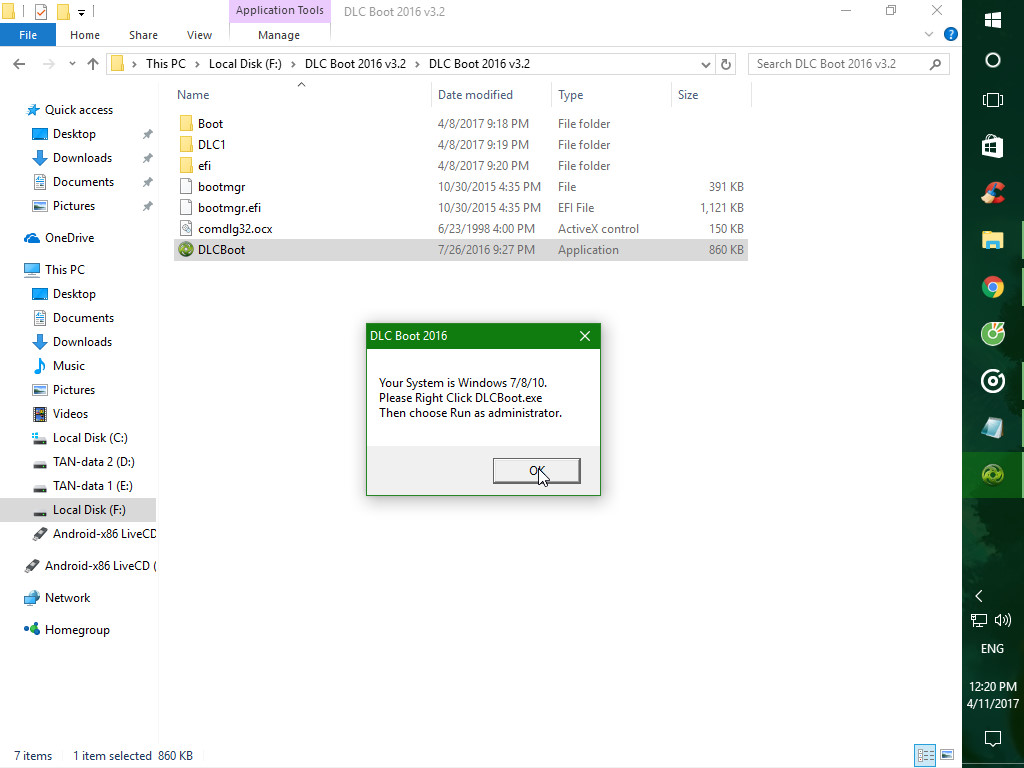 Application Tools
DLC Boot 2016 v3.2
File
Home
Share
View
Manage
?
This PC
Local Disk (F:)
DLC Boot 2016 v3.2
DLC Boot 2016 v3.2
Search DLC Boot 2016 v3.2
Name
Date modified
Type
Size
Boot 4/8/2017 9:18 PM File folder
DLC1 4/8/2017 9:19 PM File folder
efi 4/8/2017 9:20 PM File folder
bootmgr 10/30/2015 4:35 PM File 391 KB
bootmgr.efi 10/30/2015 4:35 PM EFI File 1,121 KB
comdlg32.ocx 6/23/1998 4:00 PM ActiveX control 150 KB
DLCBoot 7/26/2016 9:27 PM Application 860 KB
Quick access
Desktop
Downloads
Documents
Pictures
OneDrive
This PC
Desktop
Documents
Downloads
Music
Pictures
Videos
Local Disk (C:)
TAN-data 2 (D:)
TAN-data 1 (E:)
Local Disk (F:)
Android-x86 LiveCD
Android-x86 LiveCD (
Network
Homegroup
DLC Boot 2016
Your System is Windows 7/8/10.
Please Right Click DLCBoot.exe
Then choose Run as administrator.
OK
7 items
1 item selected 860 KB
ENG
12:20 PM
4/11/2017